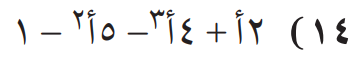 ١٤) ٢أ + ٤أ^٣ – ٥أ^٢ – ١